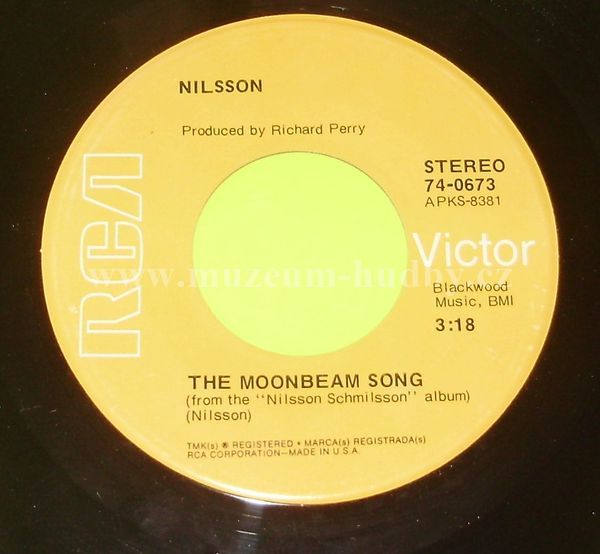 NILSSON
Produced by Richard Perry
STEREO
74-0673
APKS-8381
RCA
Victor
www.muzeum-hudby.cz
Blackwood
Music, BMI
3:18
THE MOONBEAM SONG
(from the "Nilsson Schmilsson" album)
(Nilsson)
TMK(s) ® REGISTERED • MARCA(s) REGISTRADA(s)
RCA CORPORATION—MADE IN U.S.A.